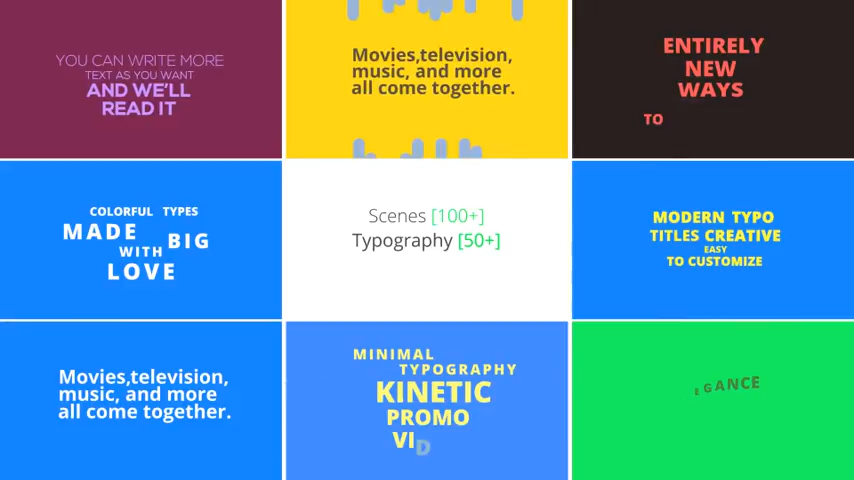 YOU CAN WRITE MORE
TEXT AS YOU WANT
AND WE'LL
READ IT
Movies,television,
music, and more
all come together.
ENTIRELY
NEW
WAYS
TO
COLORFUL TYPES
MADE
WITH BIG
LOVE
Scenes [100+]
Typography [50+]
MODERN TYPO
TITLES CREATIVE
EASY
TO CUSTOMIZE
Movies,television,
music, and more
all come together.
MINIMAL
TYPOGRAPHY
KINETIC
PROMO
VID
EGANCE